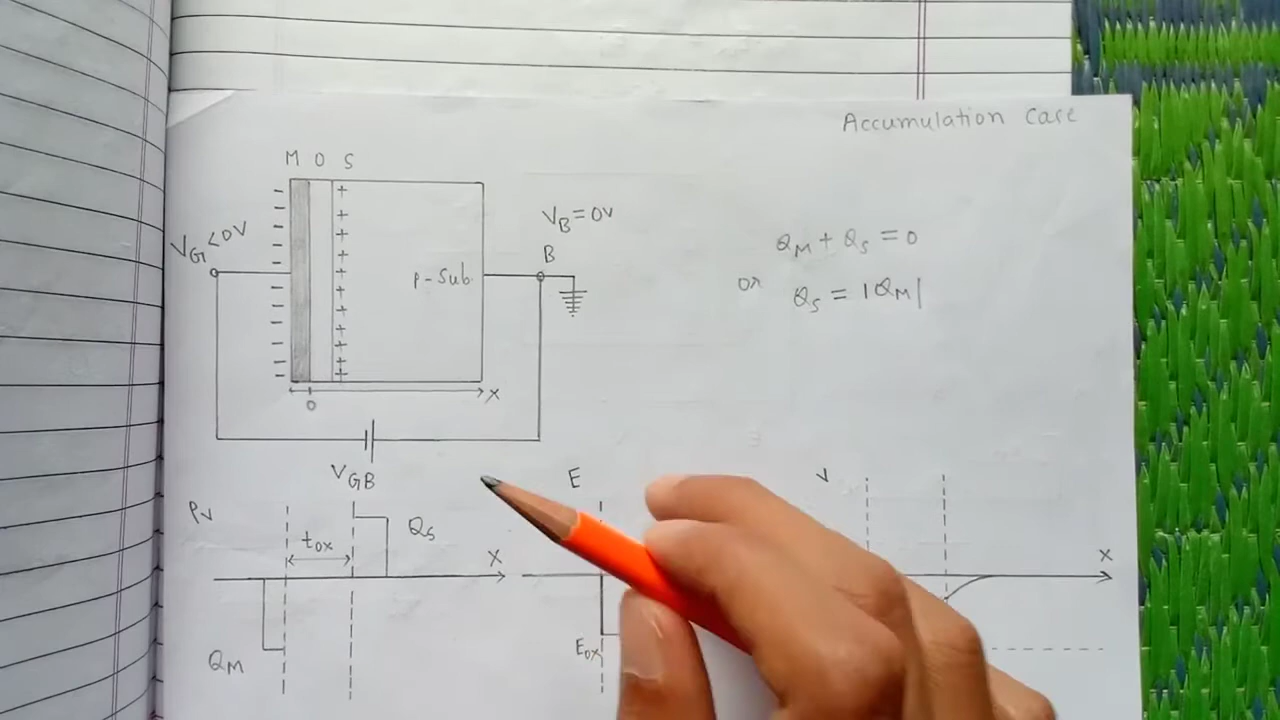 Accumulation Case
M O S
V_G<0V
V_B=0V
B
P-Sub.
Q_M + Q_S = 0
or
Q_S = |Q_M|
X
0
V_GB
ρ_v
t_ox
Q_S
X
Q_M
E
E_ox
V
X